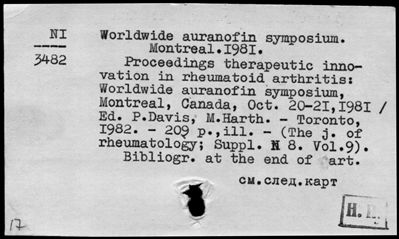 NI
3482
Worldwide auranofin symposium.
Montreal.1981.
Proceedings therapeutic inno-
vation in rheumatoid arthritis:
Worldwide auranofin symposium,
Montreal, Canada, Oct. 20-21,1981 /
Ed. P.Davis, M.Harth. - Toronto,
1982. - 209 p.,ill. - (The j. of
rheumatology; Suppl. N 8. Vol.9).
Bibliogr. at the end of art.
см.след.карт
17